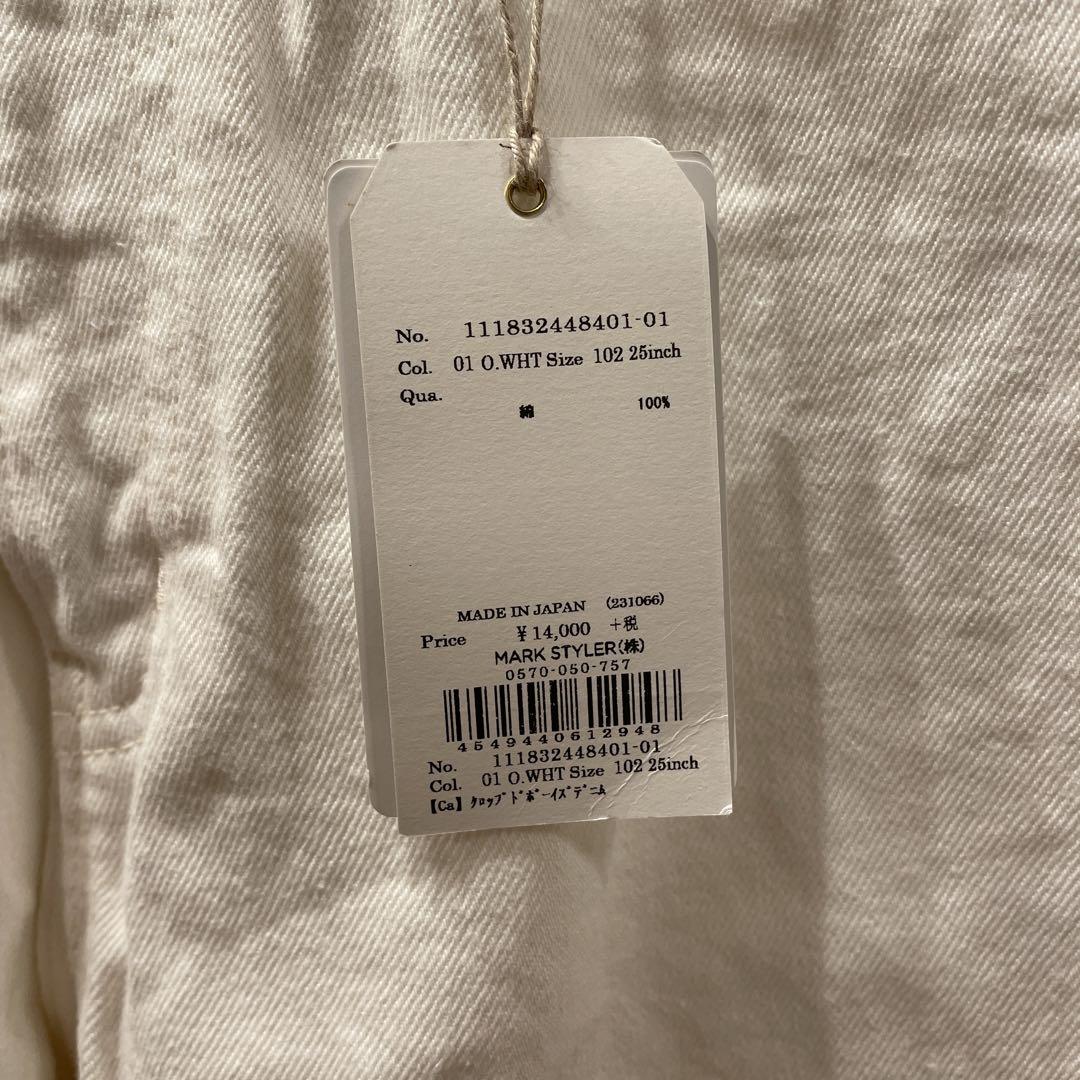 No. 111832448401-01
Col. 01 O.WHT Size 102 25inch
Qua.
綿 100%
MADE IN JAPAN (231066)
Price ¥14,000 +税
MARK STYLER(株)
0570-050-757
4549440612948
No. 111832448401-01
Col. 01 O.WHT Size 102 25inch
【Ca】ｸﾛｯﾌﾟﾄﾞﾎﾞｰｲｽﾞﾃﾞﾆﾑ